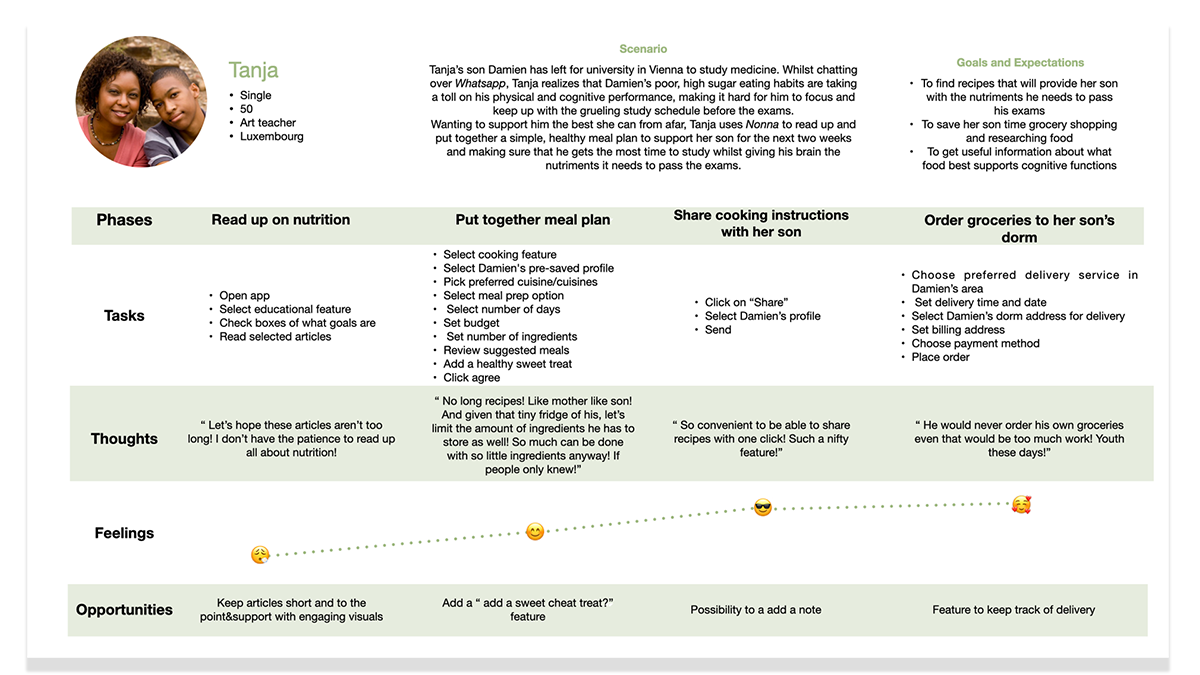 Tanja
• Single
• 50
• Art teacher
• Luxembourg
Scenario
Tanja's son Damien has left for university in Vienna to study medicine. Whilst chatting
over Whatsapp, Tanja realizes that Damien's poor, high sugar eating habits are taking
a toll on his physical and cognitive performance, making it hard for him to focus and
keep up with the grueling study schedule before the exams.
Wanting to support him the best she can from afar, Tanja uses Nonna to read up and
put together a simple, healthy meal plan to support her son for the next two weeks
and making sure that he gets the most time to study whilst giving his brain the
nutriments it needs to pass the exams.
Goals and Expectations
• To find recipes that will provide her son
with the nutriments he needs to pass
his exams
• To save her son time grocery shopping
and researching food
• To get useful information about what
food best supports cognitive functions
Phases
Read up on nutrition
Put together meal plan
Share cooking instructions
with her son
Order groceries to her son's
dorm
Tasks
• Open app
• Select educational feature
• Check boxes of what goals are
• Read selected articles
• Select cooking feature
• Select Damien's pre-saved profile
• Pick preferred cuisine/cuisines
• Select meal prep option
• Select number of days
• Set budget
• Set number of ingredients
• Review suggested meals
• Add a healthy sweet treat
• Click agree
• Click on “Share”
• Select Damien's profile
• Send
• Choose preferred delivery service in
Damien's area
• Set delivery time and date
• Select Damien's dorm address for delivery
• Set billing address
• Choose payment method
• Place order
Thoughts
“ Let's hope these articles aren't too
long! I don't have the patience to read up
all about nutrition!
“ No long recipes! Like mother like son!
And given that tiny fridge of his, let's
limit the amount of ingredients he has to
store as well! So much can be done
with so little ingredients anyway! If
people only knew!”
“ So convenient to be able to share
recipes with one click! Such a nifty
feature!”
“ He would never order his own groceries
even that would be too much work! Youth
these days!”
Feelings
Opportunities
Keep articles short and to the
point&support with engaging visuals
Add a “ add a sweet cheat treat?”
feature
Possibility to a add a note
Feature to keep track of delivery